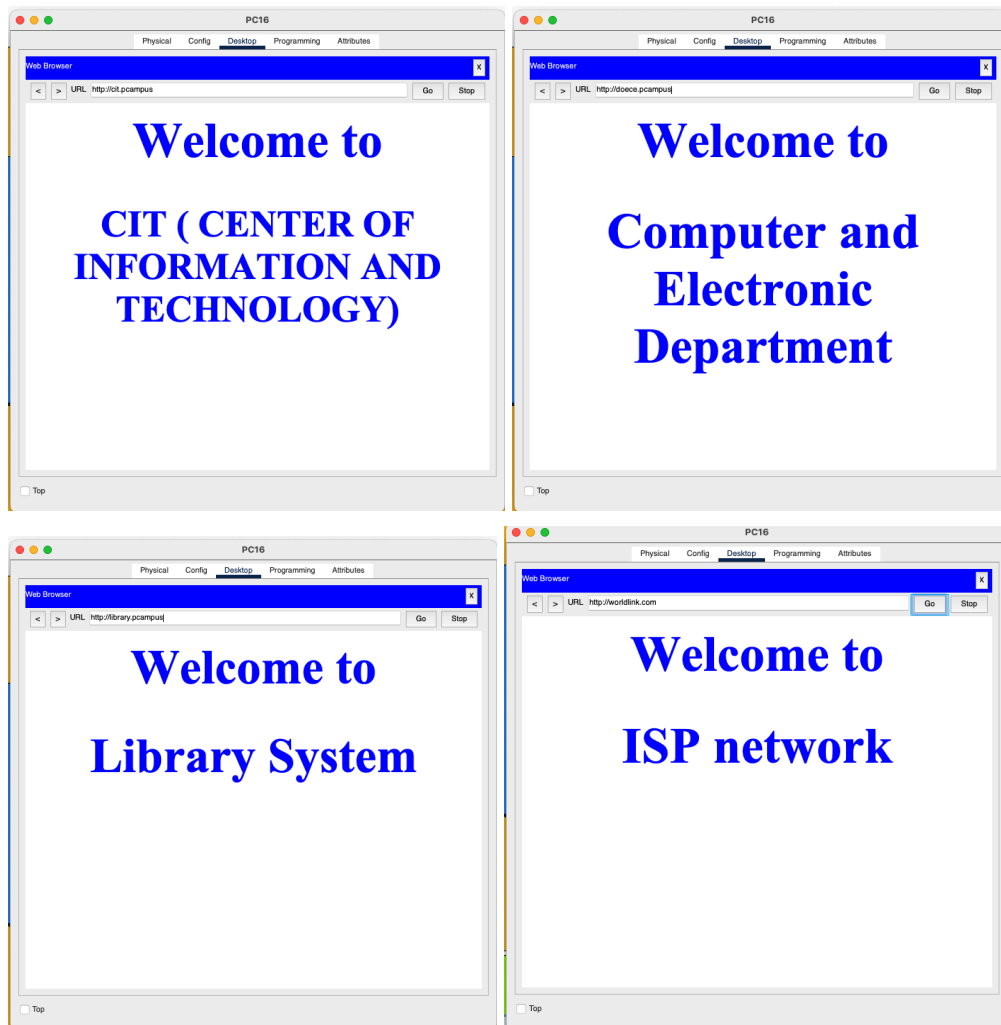 PC16
Physical Config Desktop Programming Attributes
Web Browser X
< > URL http://cit.pcampus Go Stop
Welcome to
CIT ( CENTER OF
INFORMATION AND
TECHNOLOGY)
Top
PC16
Physical Config Desktop Programming Attributes
Web Browser X
< > URL http://doece.pcampus Go Stop
Welcome to
Computer and
Electronic
Department
Top
PC16
Physical Config Desktop Programming Attributes
Web Browser X
< > URL http://library.pcampus Go Stop
Welcome to
Library System
Top
PC16
Physical Config Desktop Programming Attributes
Web Browser X
< > URL http://worldlink.com Go Stop
Welcome to
ISP network
Top